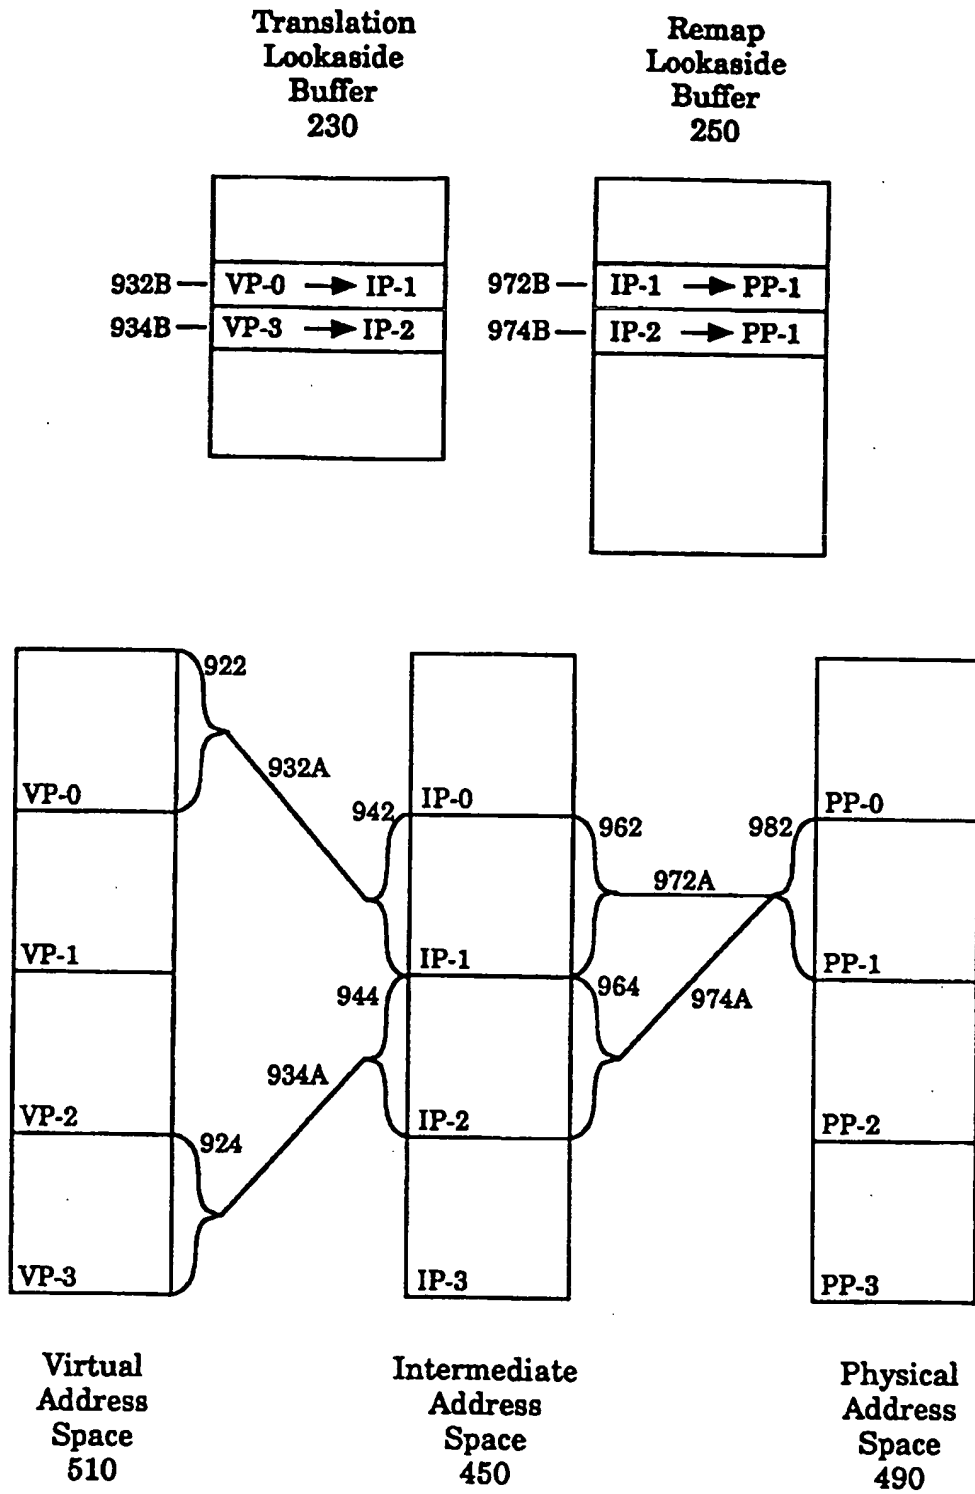 Translation
Lookaside
Buffer
230
Remap
Lookaside
Buffer
250
932B
VP-0 → IP-1
934B
VP-3 → IP-2
972B
IP-1 → PP-1
974B
IP-2 → PP-1
922
VP-0
932A
942
IP-0
962
972A
982
PP-0
VP-1
944
IP-1
964
974A
PP-1
934A
VP-2
924
IP-2
PP-2
VP-3
IP-3
PP-3
Virtual
Address
Space
510
Intermediate
Address
Space
450
Physical
Address
Space
490